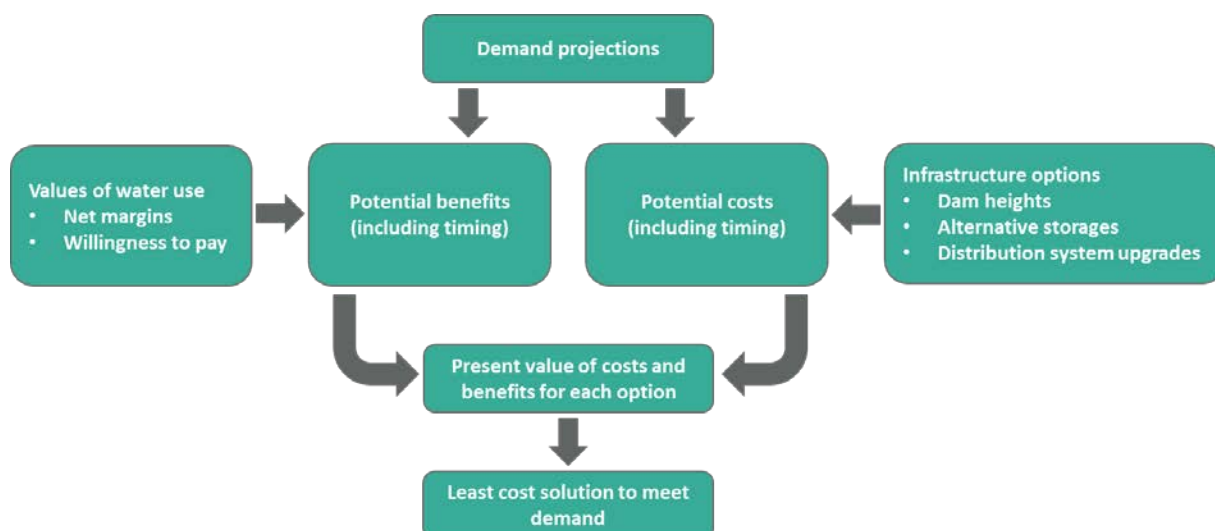 Demand projections
Values of water use
• Net margins
• Willingness to pay
Potential benefits
(including timing)
Potential costs
(including timing)
Infrastructure options
• Dam heights
• Alternative storages
• Distribution system upgrades
Present value of costs and
benefits for each option
Least cost solution to meet
demand